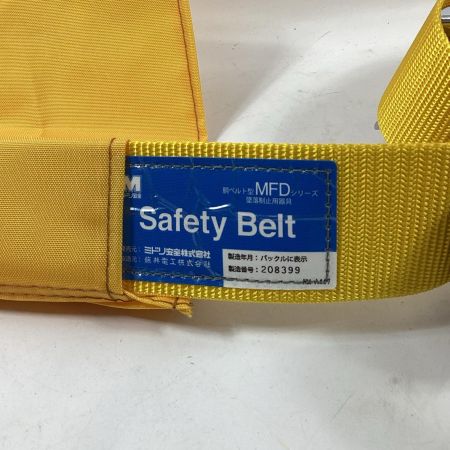 M
胴ベルト型 MFDシリーズ
墜落制止用器具
Safety Belt
元: ミドリ安全株式会社
元: 藤井電工株式会社
製造年月: バックルに表示
製造番号: 208399